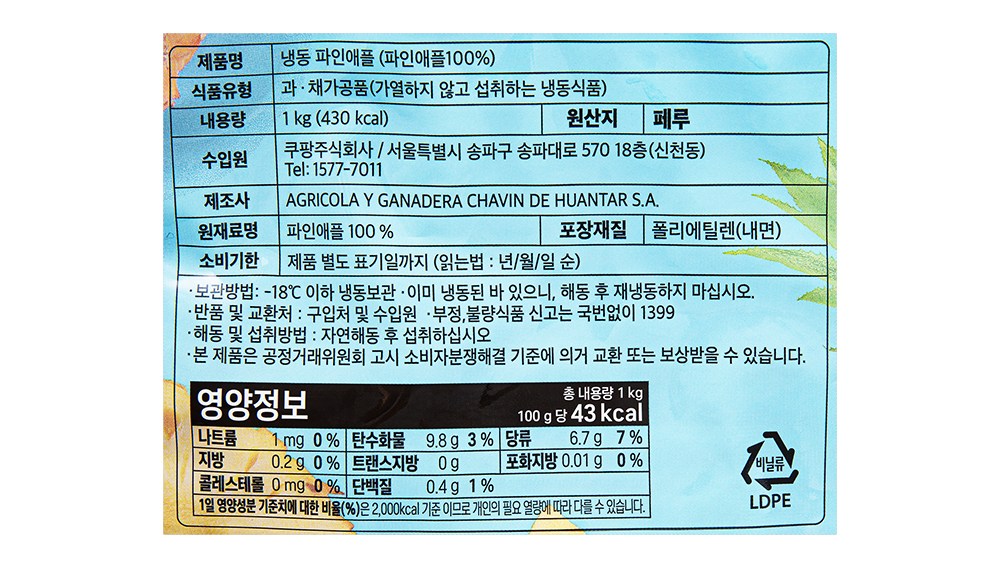 제품명 냉동 파인애플 (파인애플100%)
식품유형 과·채가공품(가열하지 않고 섭취하는 냉동식품)
내용량 1 kg (430 kcal) 원산지 페루
수입원 쿠팡주식회사 / 서울특별시 송파구 송파대로 570 18층(신천동)
Tel: 1577-7011
제조사 AGRICOLA Y GANADERA CHAVIN DE HUANTAR S.A.
원재료명 파인애플 100 % 포장재질 폴리에틸렌(내면)
소비기한 제품 별도 표기일까지 (읽는법 : 년/월/일 순)
·보관방법: -18℃ 이하 냉동보관 ·이미 냉동된 바 있으니, 해동 후 재냉동하지 마십시오.
·반품 및 교환처 : 구입처 및 수입원 ·부정,불량식품 신고는 국번없이 1399
·해동 및 섭취방법 : 자연해동 후 섭취하십시오
·본 제품은 공정거래위원회 고시 소비자분쟁해결 기준에 의거 교환 또는 보상받을 수 있습니다.
영양정보 총 내용량 1 kg
100 g 당 43 kcal
나트륨 1 mg 0 % 탄수화물 9.8 g 3 % 당류 6.7 g 7 %
지방 0.2 g 0 % 트랜스지방 0 g 포화지방 0.01 g 0 %
콜레스테롤 0 mg 0 % 단백질 0.4 g 1 %
1일 영양성분 기준치에 대한 비율(%)은 2,000kcal 기준 이므로 개인의 필요 열량에 따라 다를 수 있습니다.
비닐류
LDPE